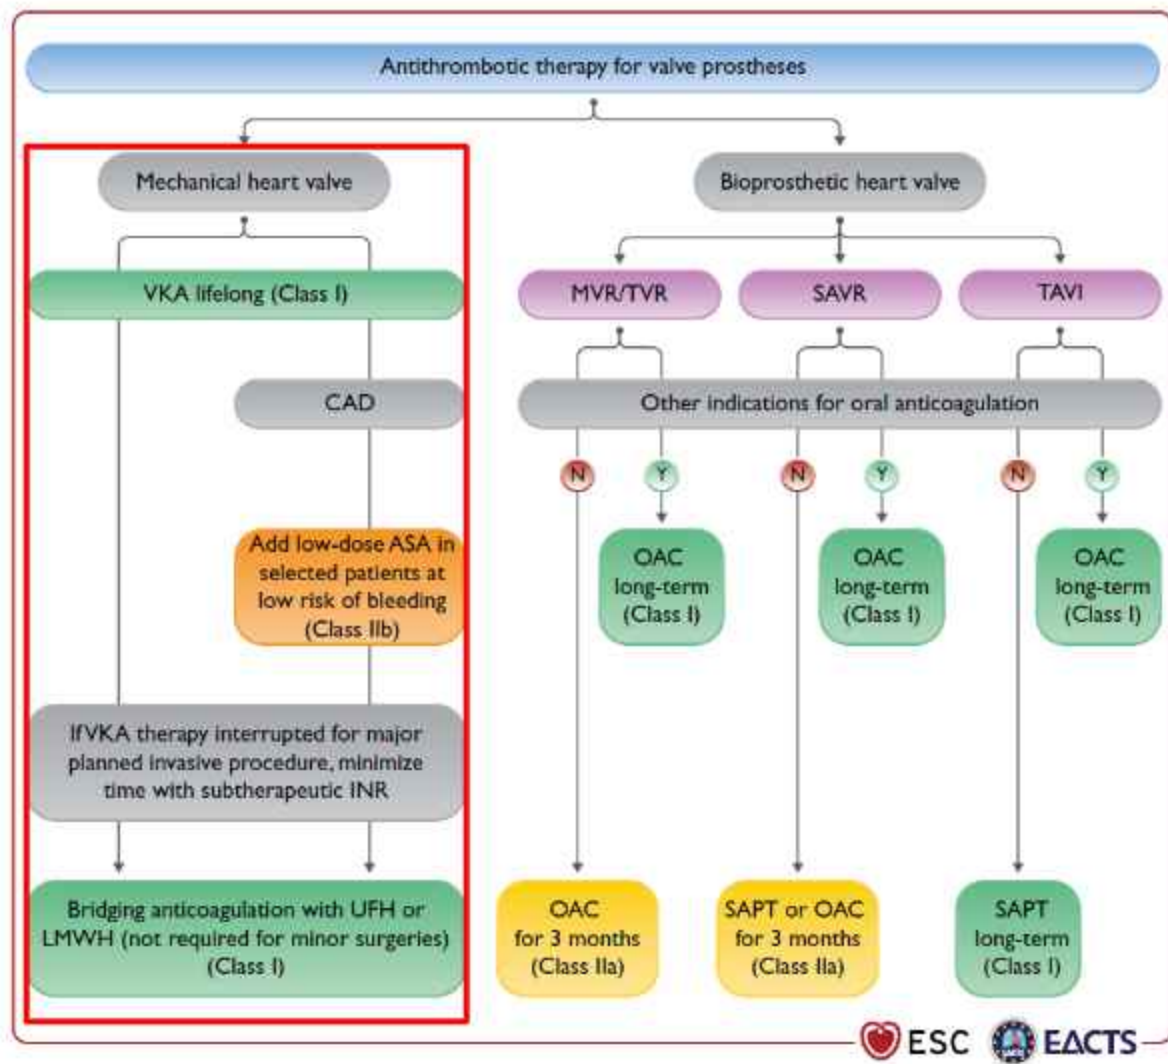 Antithrombotic therapy for valve prostheses
Mechanical heart valve
VKA lifelong (Class I)
CAD
Add low-dose ASA in
selected patients at
low risk of bleeding
(Class IIb)
IfVKA therapy interrupted for major
planned invasive procedure, minimize
time with subtherapeutic INR
Bridging anticoagulation with UFH or
LMWH (not required for minor surgeries)
(Class I)
Bioprosthetic heart valve
MVR/TVR
SAVR
TAVI
Other indications for oral anticoagulation
N
Y
N
Y
N
Y
OAC
long-term
(Class I)
OAC
long-term
(Class I)
OAC
long-term
(Class I)
OAC
for 3 months
(Class IIa)
SAPT or OAC
for 3 months
(Class IIa)
SAPT
long-term
(Class I)
ESC
EΔCTS